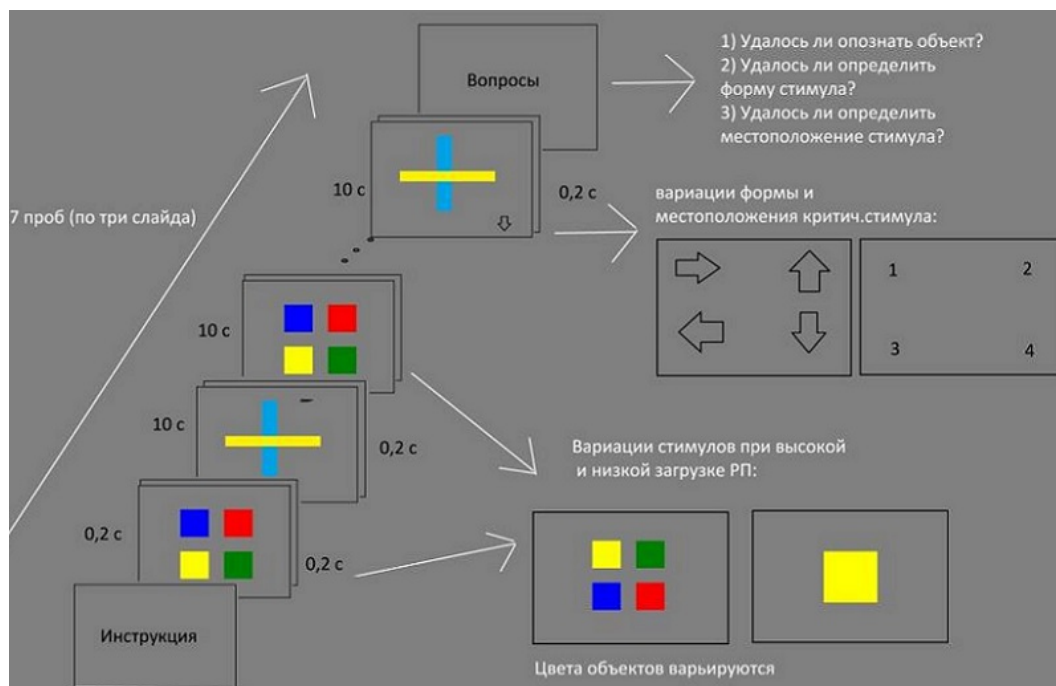 1) Удалось ли опознать объект?
2) Удалось ли определить
форму стимула?
3) Удалось ли определить
местоположение стимула?
Вопросы
10 с
0,2 с
вариации формы и
местоположения критич.стимула:
7 проб (по три слайда)
1
2
3
4
10 с
10 с
0,2 с
Вариации стимулов при высокой
и низкой загрузке РП:
0,2 с
0,2 с
Инструкция
Цвета объектов варьируются